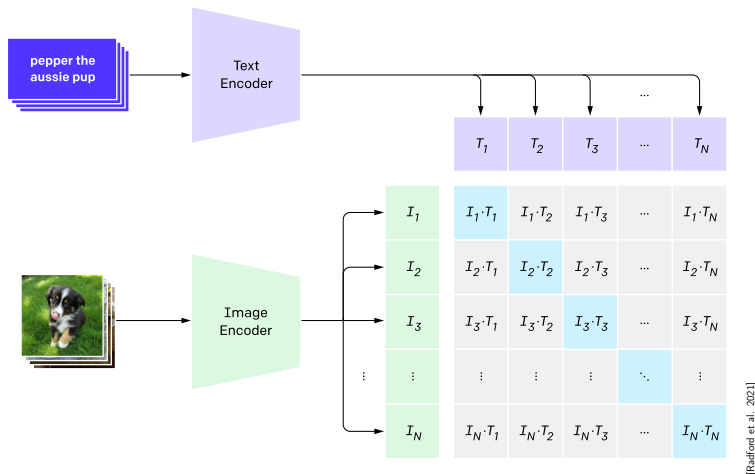 pepper the
aussie pup
Text
Encoder
...
T1 T2 T3 ... TN
I1 I1·T1 I1·T2 I1·T3 ... I1·TN
I2 I2·T1 I2·T2 I2·T3 ... I2·TN
Image
Encoder
I3 I3·T1 I3·T2 I3·T3 ... I3·TN
⋮ ⋮ ⋮ ⋮ ⋮ ⋱ ⋮
IN IN·T1 IN·T2 IN·T3 ... IN·TN
[Radford et al. 2021]